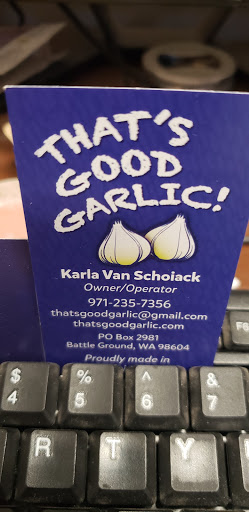 THAT'S
GOOD
GARLIC!
Karla Van Schoiack
Owner/Operator
971-235-7356
thatsgoodgarlic@gmail.com
thatsgoodgarlic.com
PO Box 2981
Battle Ground, WA 98604
Proudly made in
$ % ^ &
4 5 6 7
R T Y